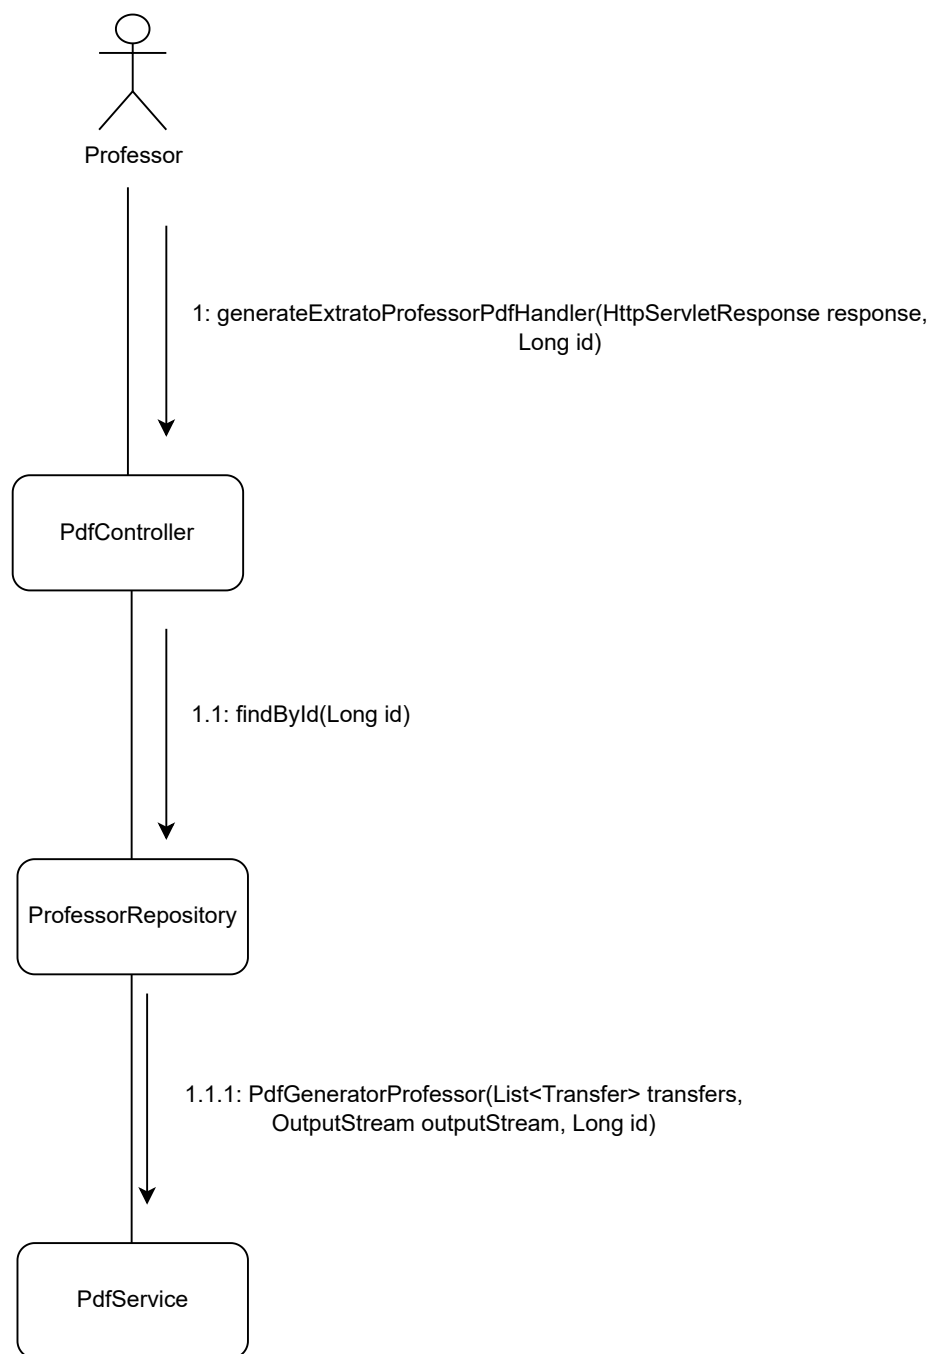 Professor
1: generateExtratoProfessorPdfHandler(HttpServletResponse response,
Long id)
PdfController
1.1: findById(Long id)
ProfessorRepository
1.1.1: PdfGeneratorProfessor(List<Transfer> transfers,
OutputStream outputStream, Long id)
PdfService